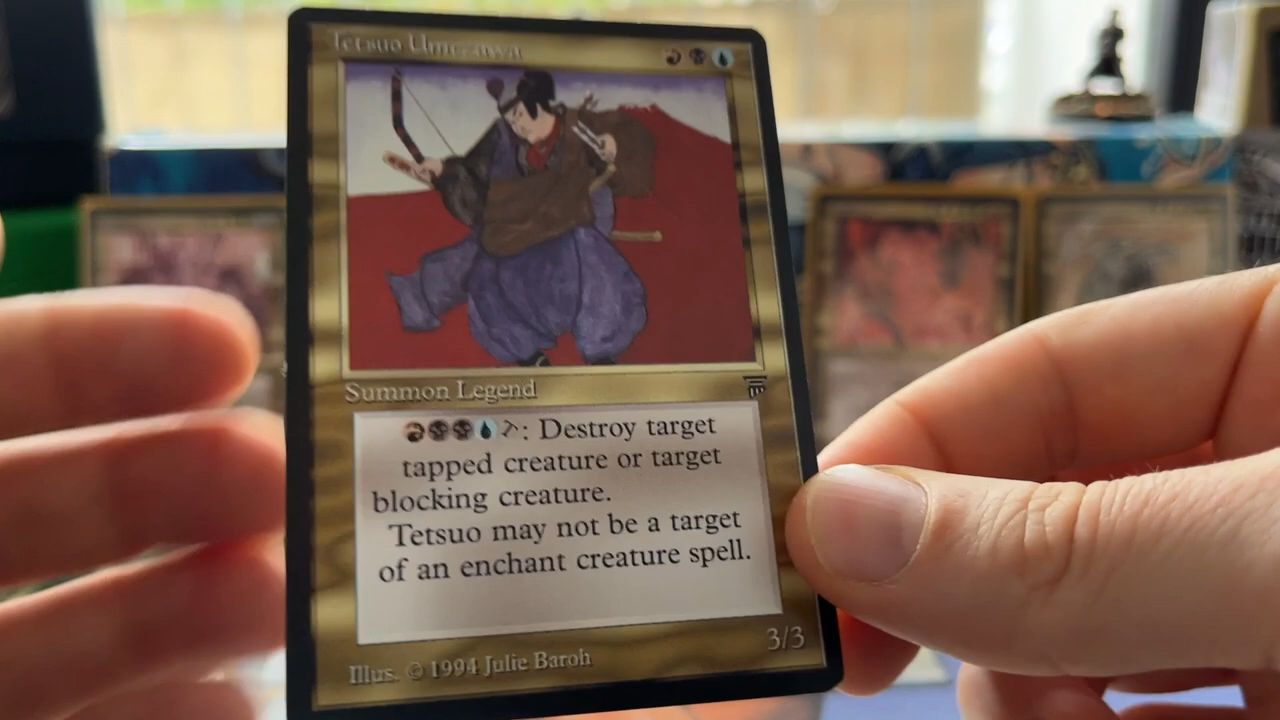 Tetsuo Umezawa
Summon Legend
: Destroy target
tapped creature or target
blocking creature.
Tetsuo may not be a target
of an enchant creature spell.
3/3
Illus. © 1994 Julie Baroh